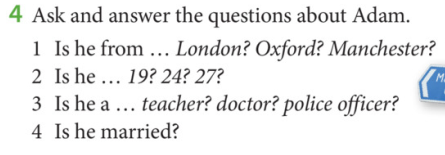 4 Ask and answer the questions about Adam.
1 Is he from … London? Oxford? Manchester?
2 Is he … 19? 24? 27?
3 Is he a … teacher? doctor? police officer?
4 Is he married?